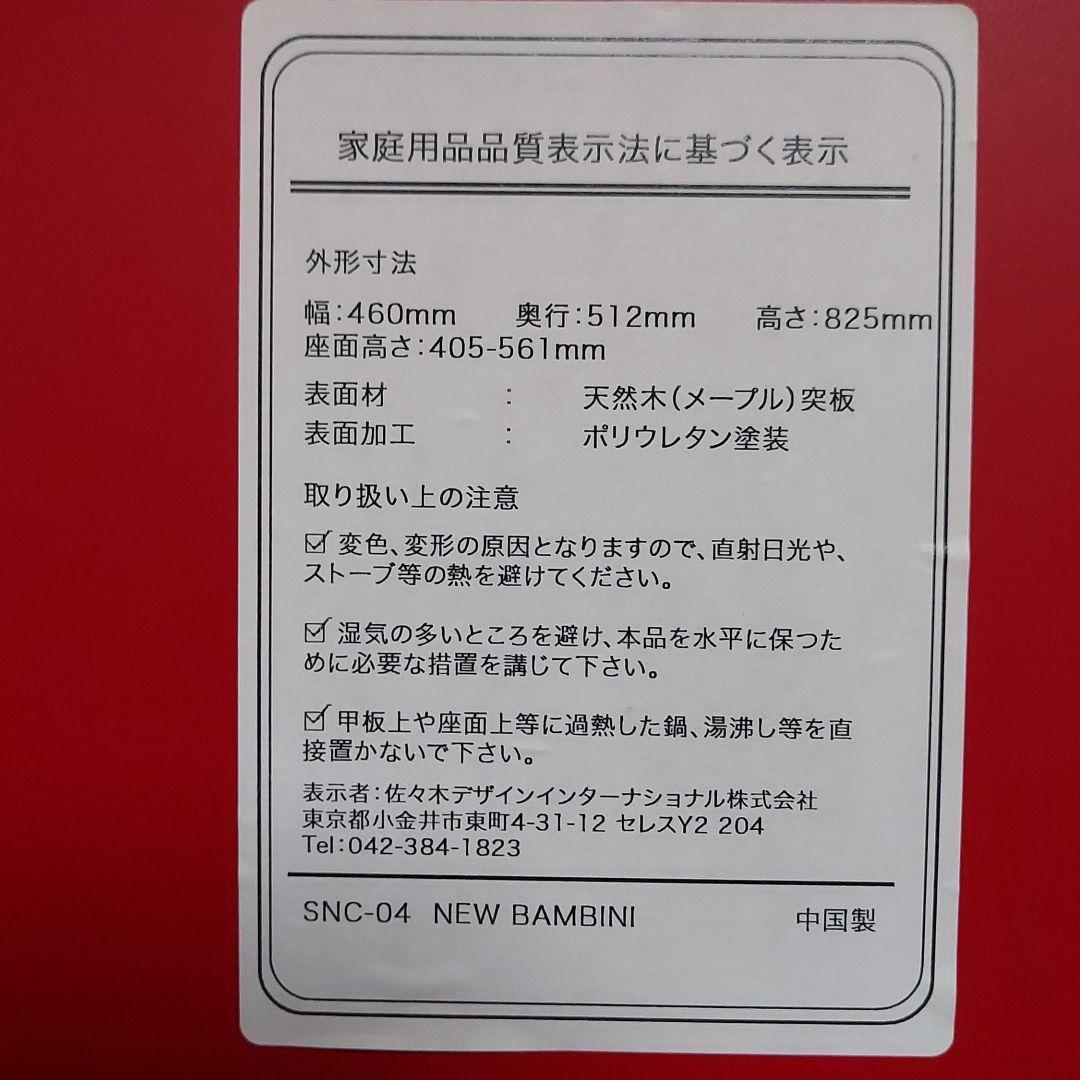 家庭用品品質表示法に基づく表示
外形寸法
幅:460mm 奥行:512mm 高さ:825mm
座面高さ:405-561mm
表面材 : 天然木(メープル)突板
表面加工 : ポリウレタン塗装
取り扱い上の注意
☑ 変色、変形の原因となりますので、直射日光や、
ストーブ等の熱を避けてください。
☑ 湿気の多いところを避け、本品を水平に保つた
めに必要な措置を講じて下さい。
☑ 甲板上や座面上等に過熱した鍋、湯沸し等を直
接置かないで下さい。
表示者:佐々木デザインインターナショナル株式会社
東京都小金井市東町4-31-12 セレスY2 204
Tel:042-384-1823
SNC-04 NEW BAMBINI 中国製